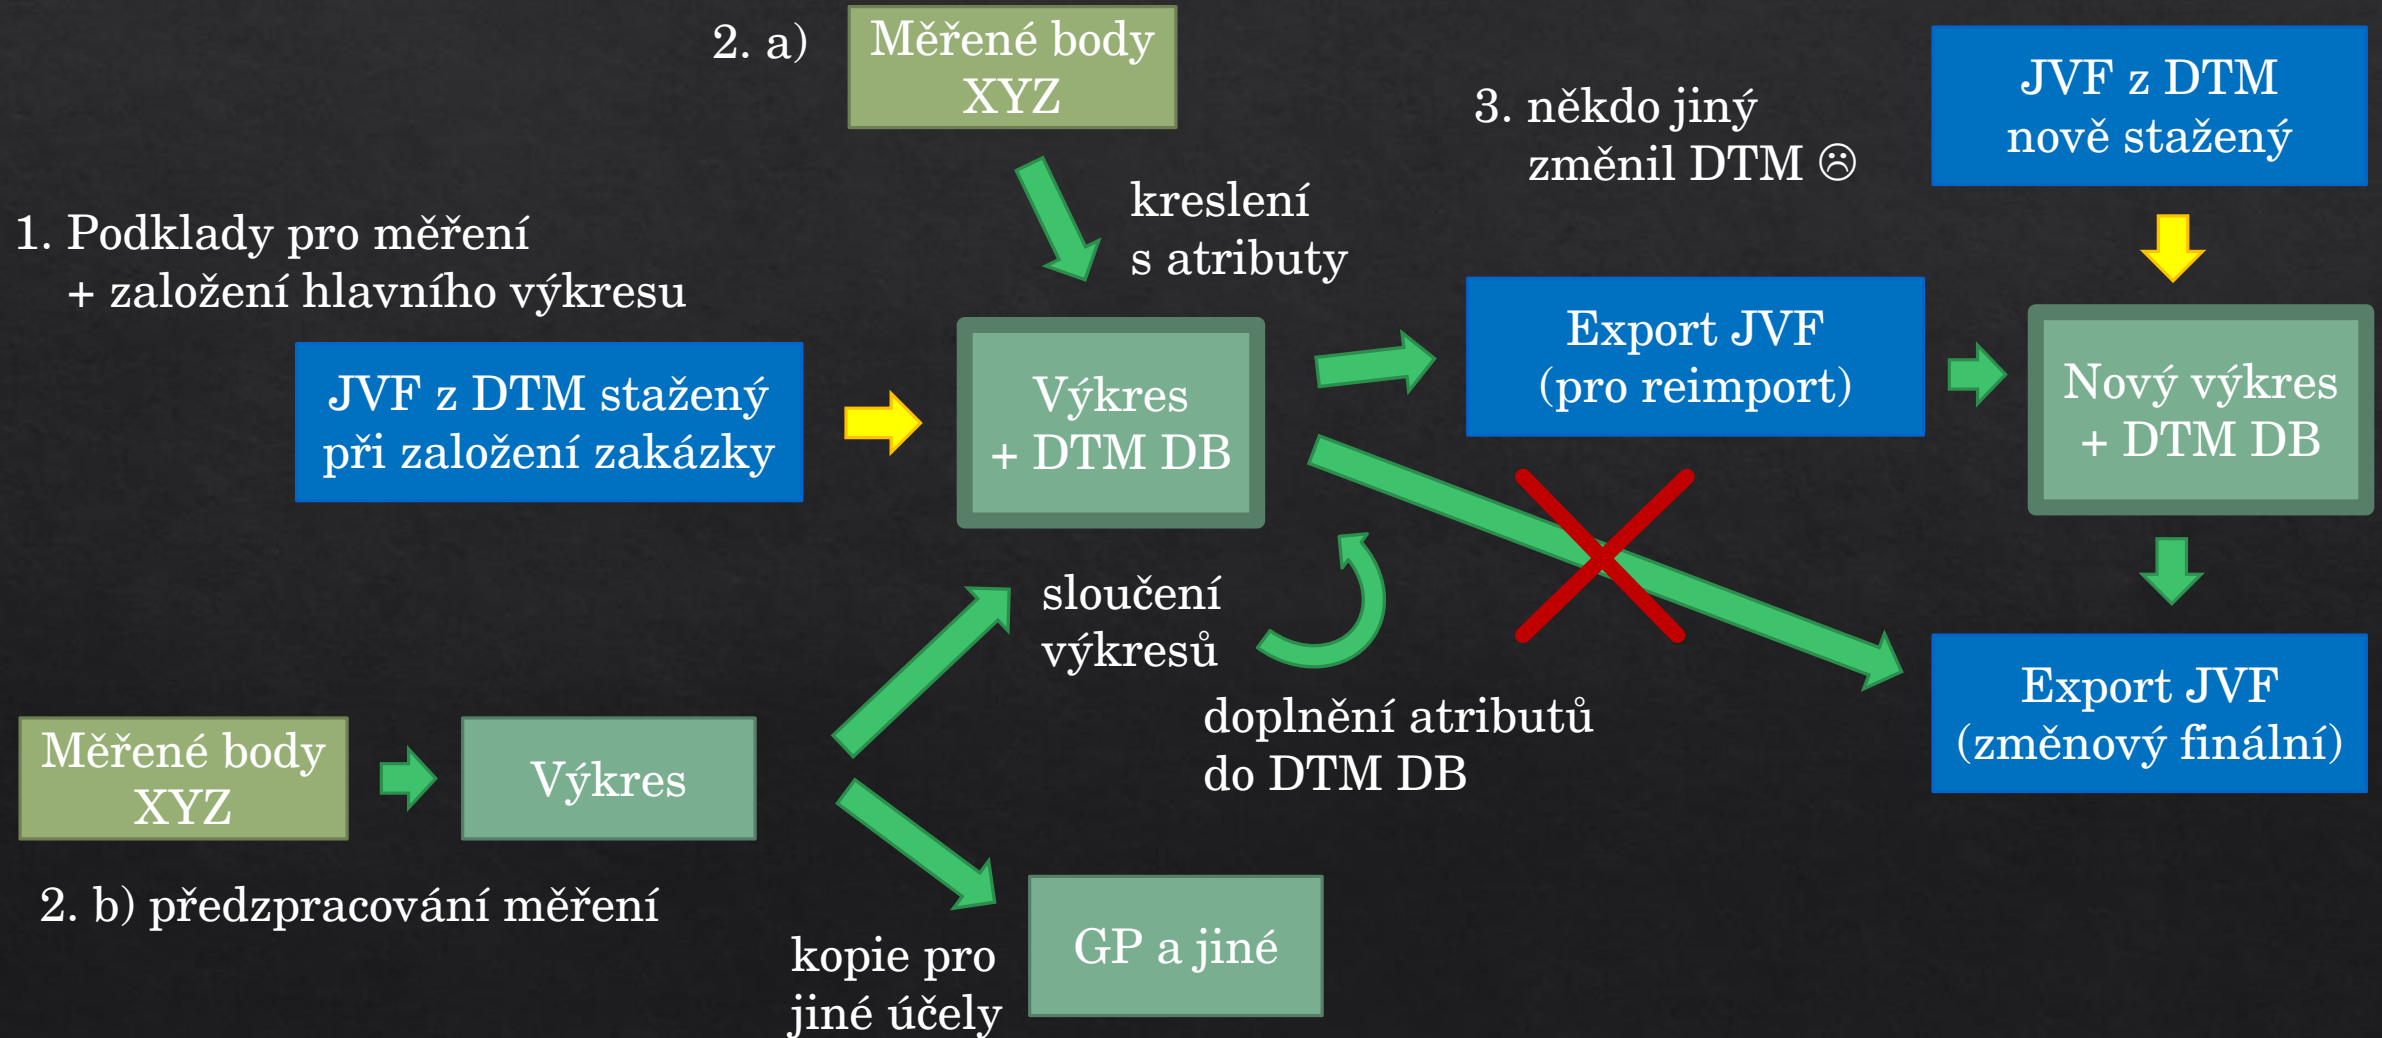 2. a)
Měřené body
XYZ
kreslení
s atributy
1. Podklady pro měření
+ založení hlavního výkresu
JVF z DTM stažený
při založení zakázky
Výkres
+ DTM DB
3. někdo jiný
změnil DTM ☹
JVF z DTM
nově stažený
Export JVF
(pro reimport)
Nový výkres
+ DTM DB
sloučení
výkresů
doplnění atributů
do DTM DB
Export JVF
(změnový finální)
Měřené body
XYZ
Výkres
2. b) předzpracování měření
kopie pro
jiné účely
GP a jiné